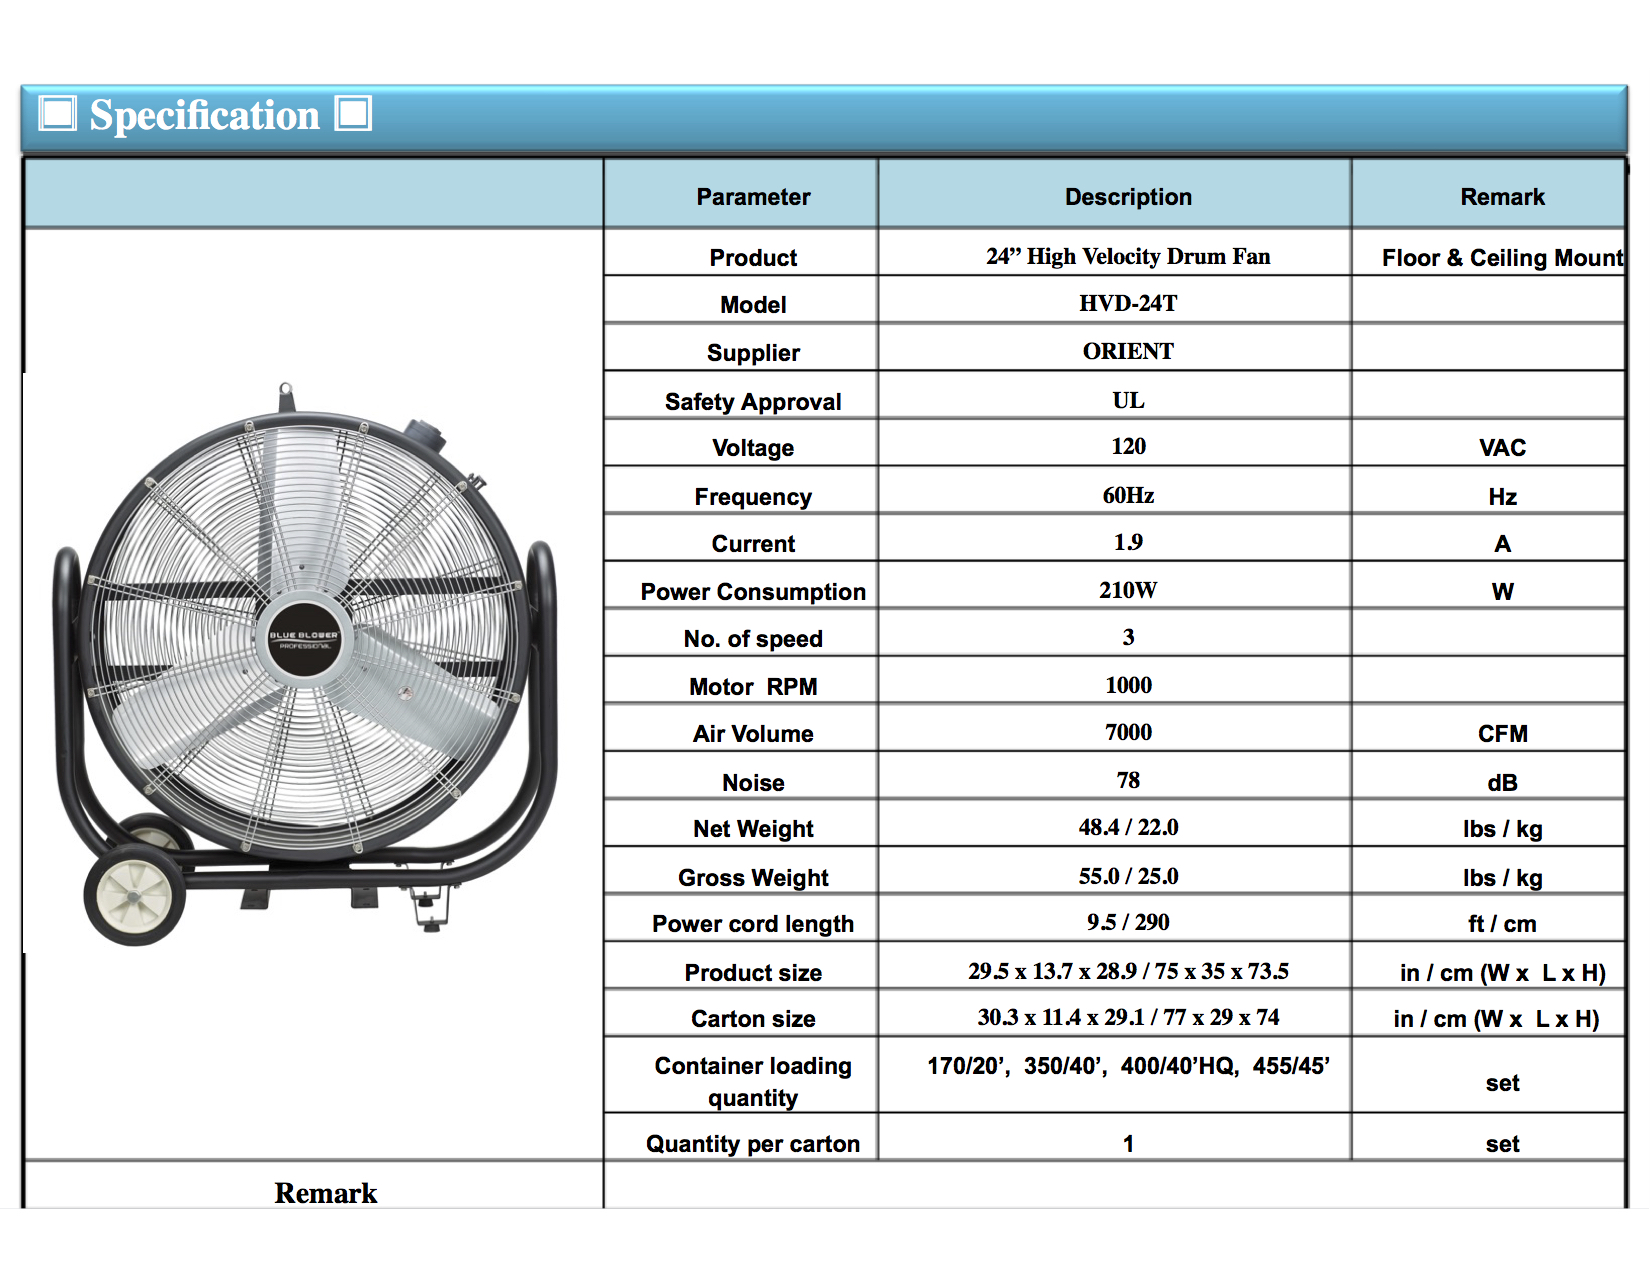 Specification
Parameter Description Remark
Product 24” High Velocity Drum Fan Floor & Ceiling Mount
Model HVD-24T
Supplier ORIENT
Safety Approval UL
Voltage 120 VAC
Frequency 60Hz Hz
Current 1.9 A
Power Consumption 210W W
No. of speed 3
Motor RPM 1000
Air Volume 7000 CFM
Noise 78 dB
Net Weight 48.4 / 22.0 lbs / kg
Gross Weight 55.0 / 25.0 lbs / kg
Power cord length 9.5 / 290 ft / cm
Product size 29.5 x 13.7 x 28.9 / 75 x 35 x 73.5 in / cm (W x L x H)
Carton size 30.3 x 11.4 x 29.1 / 77 x 29 x 74 in / cm (W x L x H)
Container loading quantity 170/20’, 350/40’, 400/40’HQ, 455/45’ set
Quantity per carton 1 set
Remark
BLUE BLOWER
PROFESSIONAL